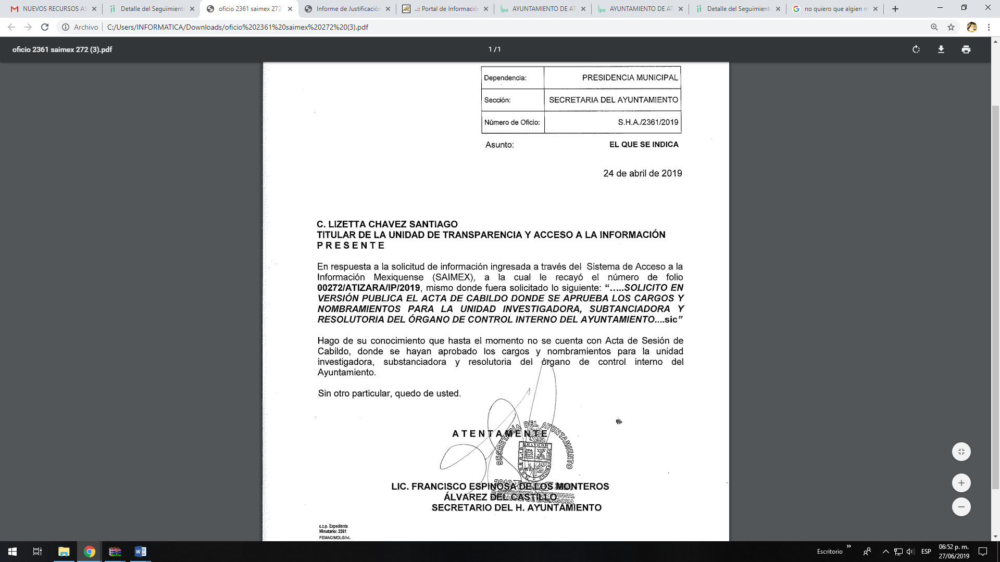 NUEVOS RECURSOS AS
Detalle del Seguimiento
oficio 2361 saimex 272
Informe de Justificación
..:: Portal de Informació
AYUNTAMIENTO DE AT
AYUNTAMIENTO DE AT
Detalle del Seguimient
no quiero que algien m
Archivo | C:/Users/INFORMATICA/Downloads/oficio%202361%20saimex%20272%20(3).pdf
oficio 2361 saimex 272 (3).pdf
1 / 1
Dependencia: PRESIDENCIA MUNICIPAL
Sección: SECRETARIA DEL AYUNTAMIENTO
Número de Oficio: S.H.A./2361/2019
Asunto: EL QUE SE INDICA
24 de abril de 2019
C. LIZETTA CHAVEZ SANTIAGO
TITULAR DE LA UNIDAD DE TRANSPARENCIA Y ACCESO A LA INFORMACIÓN
P R E S E N T E
En respuesta a la solicitud de información ingresada a través del Sistema de Acceso a la
Información Mexiquense (SAIMEX), a la cual le recayó el número de folio
00272/ATIZARA/IP/2019, mismo donde fuera solicitado lo siguiente: “.....SOLICITO EN
VERSIÓN PUBLICA EL ACTA DE CABILDO DONDE SE APRUEBA LOS CARGOS Y
NOMBRAMIENTOS PARA LA UNIDAD INVESTIGADORA, SUBTANCIADORA Y
RESOLUTORIA DEL ÓRGANO DE CONTROL INTERNO DEL AYUNTAMIENTO....sic”
Hago de su conocimiento que hasta el momento no se cuenta con Acta de Sesión de
Cabildo, donde se hayan aprobado los cargos y nombramientos para la unidad
investigadora, substanciadora y resolutoria del órgano de control interno del
Ayuntamiento.
Sin otro particular, quedo de usted.
A T E N T A M E N T E
SECRETARÍA DEL AYUNTAMIENTO
LIC. FRANCISCO ESPINOSA DE LOS MONTEROS
ÁLVAREZ DEL CASTILLO
SECRETARIO DEL H. AYUNTAMIENTO
c.c.p. Expediente
Minutario: 2361
FEMAC/MDLG/vl.
Escritorio
ESP
06:52 p. m.
27/06/2019